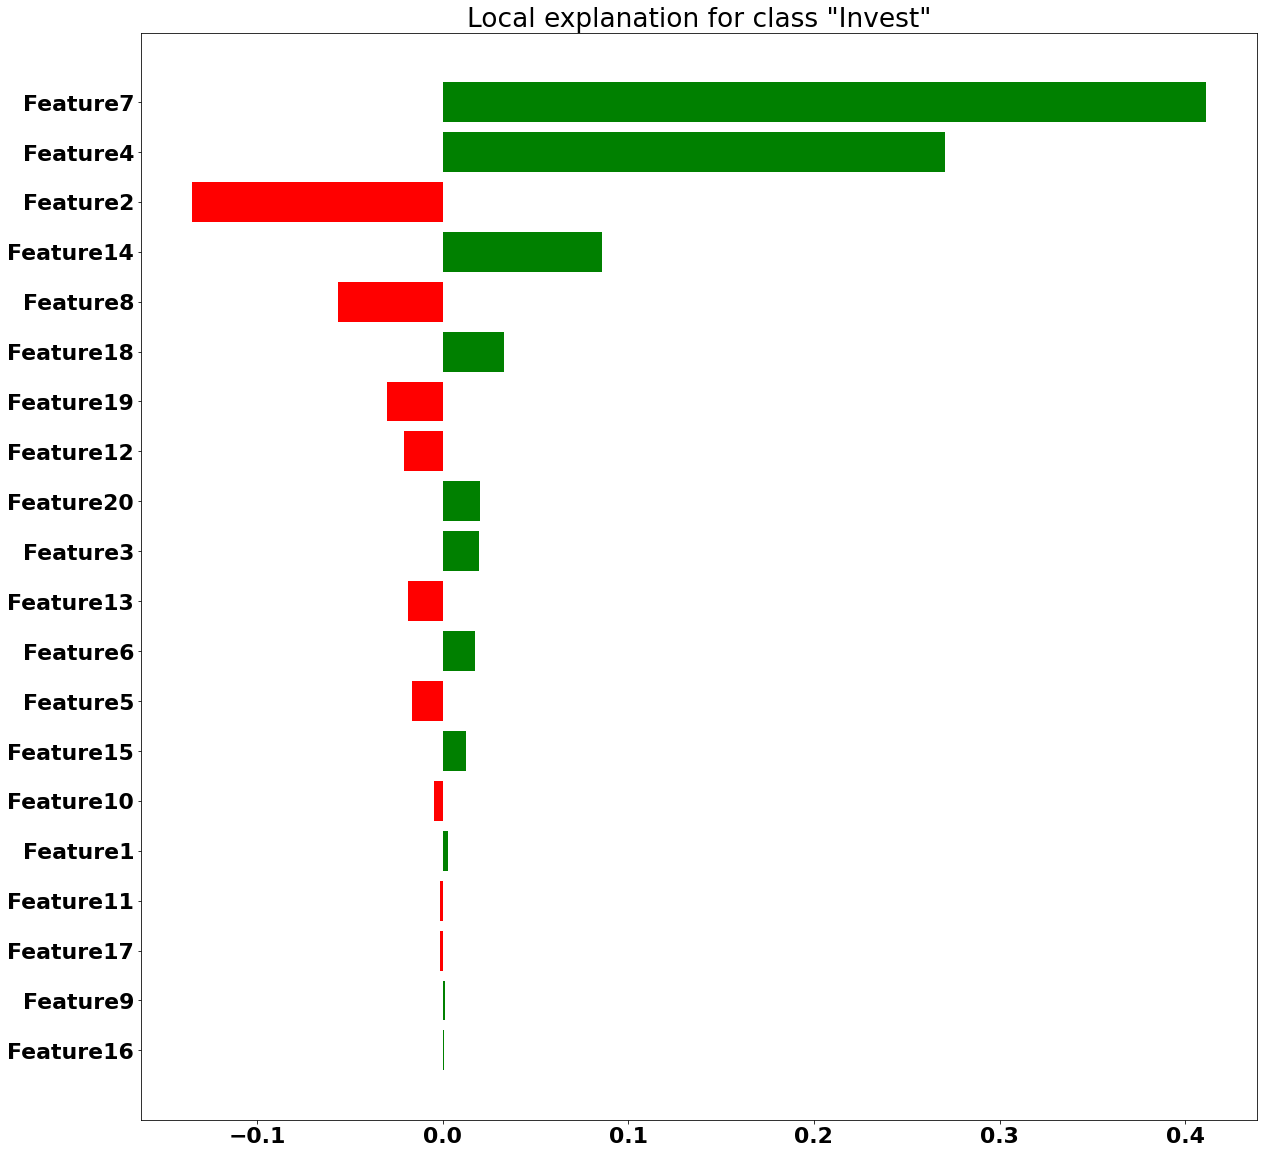 Local explanation for class "Invest"
Feature7
Feature4
Feature2
Feature14
Feature8
Feature18
Feature19
Feature12
Feature20
Feature3
Feature13
Feature6
Feature5
Feature15
Feature10
Feature1
Feature11
Feature17
Feature9
Feature16
−0.1 0.0 0.1 0.2 0.3 0.4